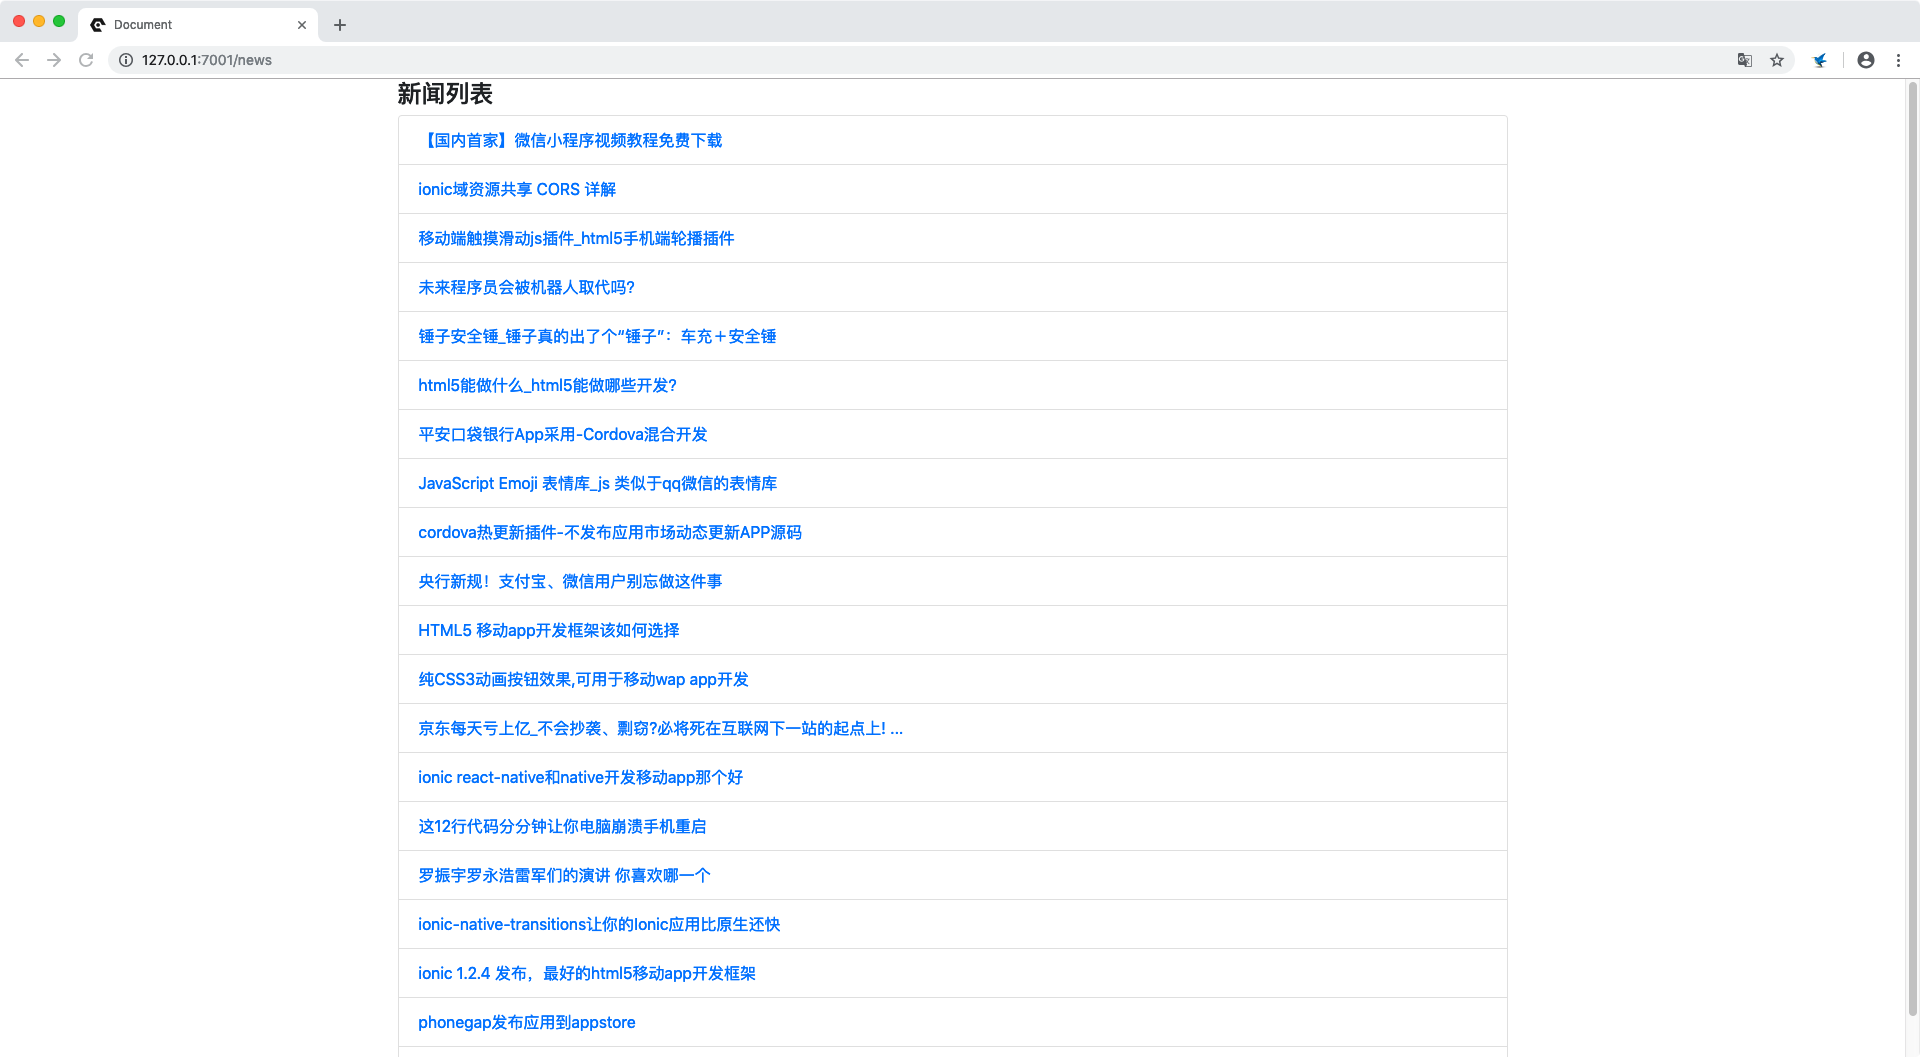 Document
127.0.0.1:7001/news
新闻列表
【国内首家】微信小程序视频教程免费下载
ionic域资源共享 CORS 详解
移动端触摸滑动js插件_html5手机端轮播插件
未来程序员会被机器人取代吗?
锤子安全锤_锤子真的出了个“锤子”：车充＋安全锤
html5能做什么_html5能做哪些开发?
平安口袋银行App采用-Cordova混合开发
JavaScript Emoji 表情库_js 类似于qq微信的表情库
cordova热更新插件-不发布应用市场动态更新APP源码
央行新规！支付宝、微信用户别忘做这件事
HTML5 移动app开发框架该如何选择
纯CSS3动画按钮效果,可用于移动wap app开发
京东每天亏上亿_不会抄袭、剽窃?必将死在互联网下一站的起点上! ...
ionic react-native和native开发移动app那个好
这12行代码分分钟让你电脑崩溃手机重启
罗振宇罗永浩雷军们的演讲 你喜欢哪一个
ionic-native-transitions让你的Ionic应用比原生还快
ionic 1.2.4 发布，最好的html5移动app开发框架
phonegap发布应用到appstore